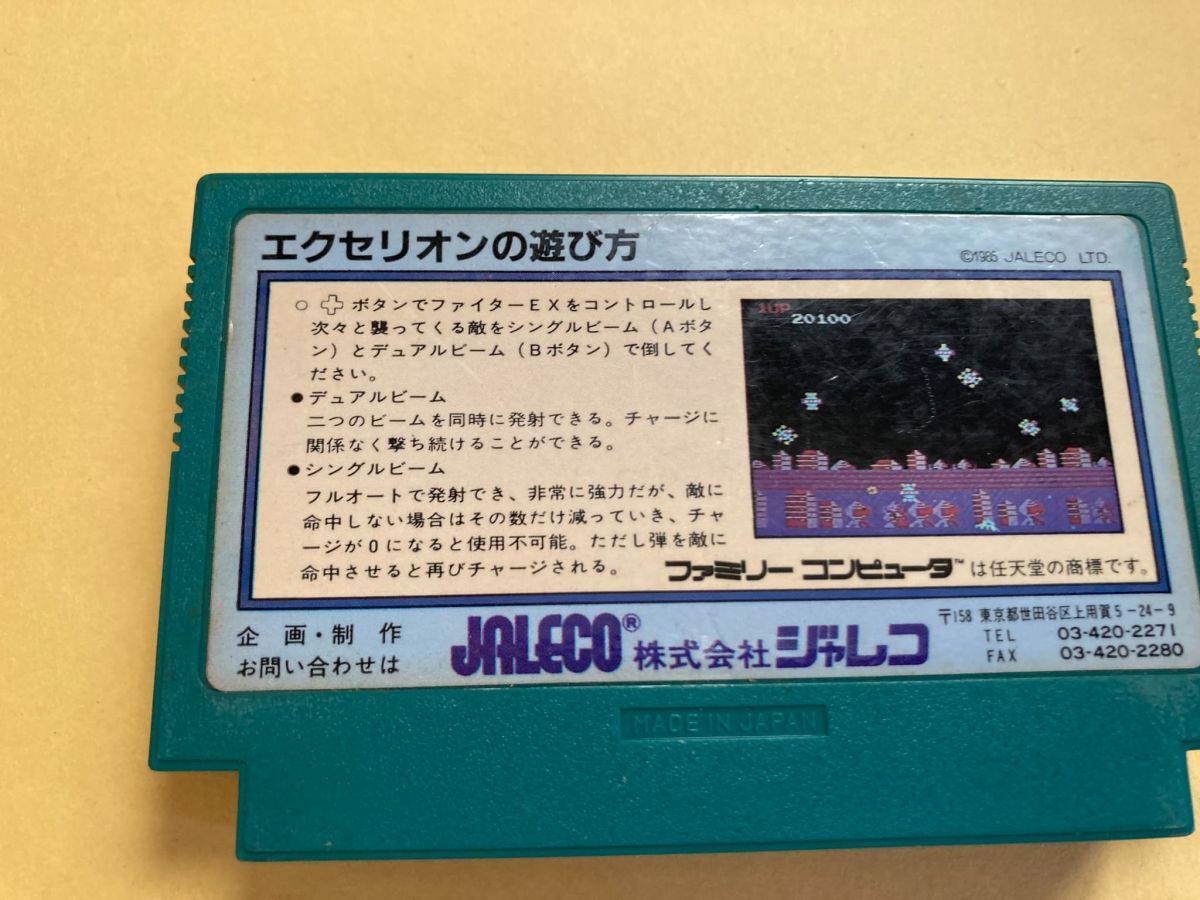 エクセリオンの遊び方
©1985 JALECO LTD.
○ ボタンでファイターEXをコントロールし
次々と襲ってくる敵をシングルビーム（Aボタ
ン）とデュアルビーム（Bボタン）で倒してく
ださい。
●デュアルビーム
二つのビームを同時に発射できる。チャージに
関係なく撃ち続けることができる。
●シングルビーム
フルオートで発射でき、非常に強力だが、敵に
命中しない場合はその数だけ減っていき、チャ
ージが0になると使用不可能。ただし弾を敵に
命中させると再びチャージされる。
1UP
20100
ファミリーコンピュータ™は任天堂の商標です。
企画・制作
お問い合わせは
JALECO® 株式会社ジャレコ
〒158 東京都世田谷区上用賀5-24-9
TEL 03-420-2271
FAX 03-420-2280
MADE IN JAPAN